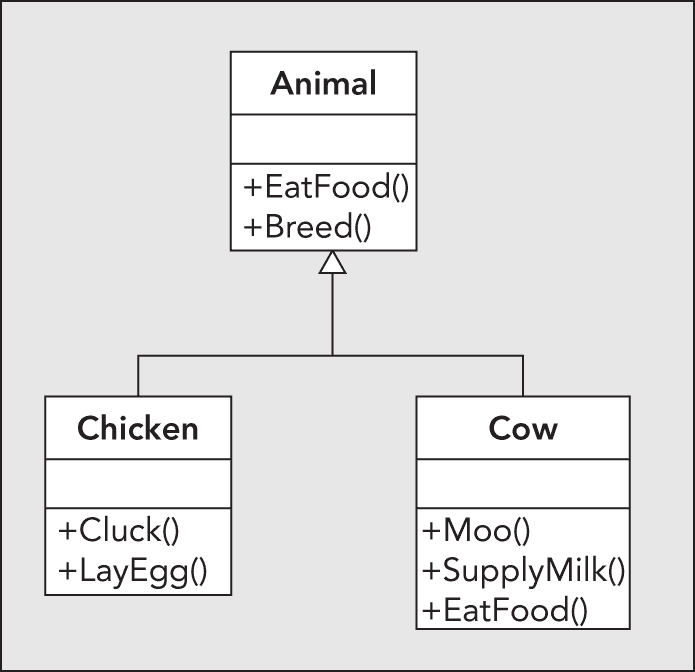 Animal
+EatFood()
+Breed()
Chicken
+Cluck()
+LayEgg()
Cow
+Moo()
+SupplyMilk()
+EatFood()